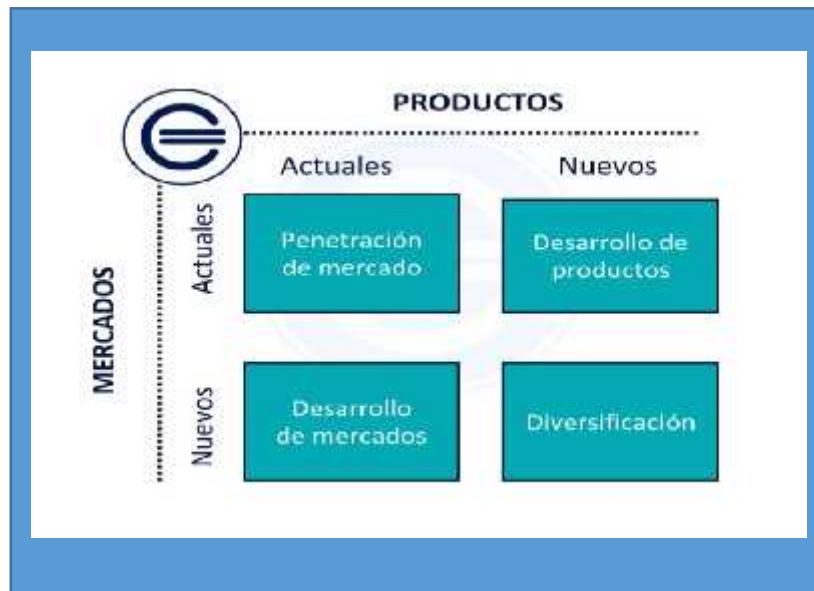 PRODUCTOS
Actuales
Nuevos
MERCADOS
Actuales
Penetración
de mercado
Desarrollo de
productos
Nuevos
Desarrollo
de mercados
Diversificación